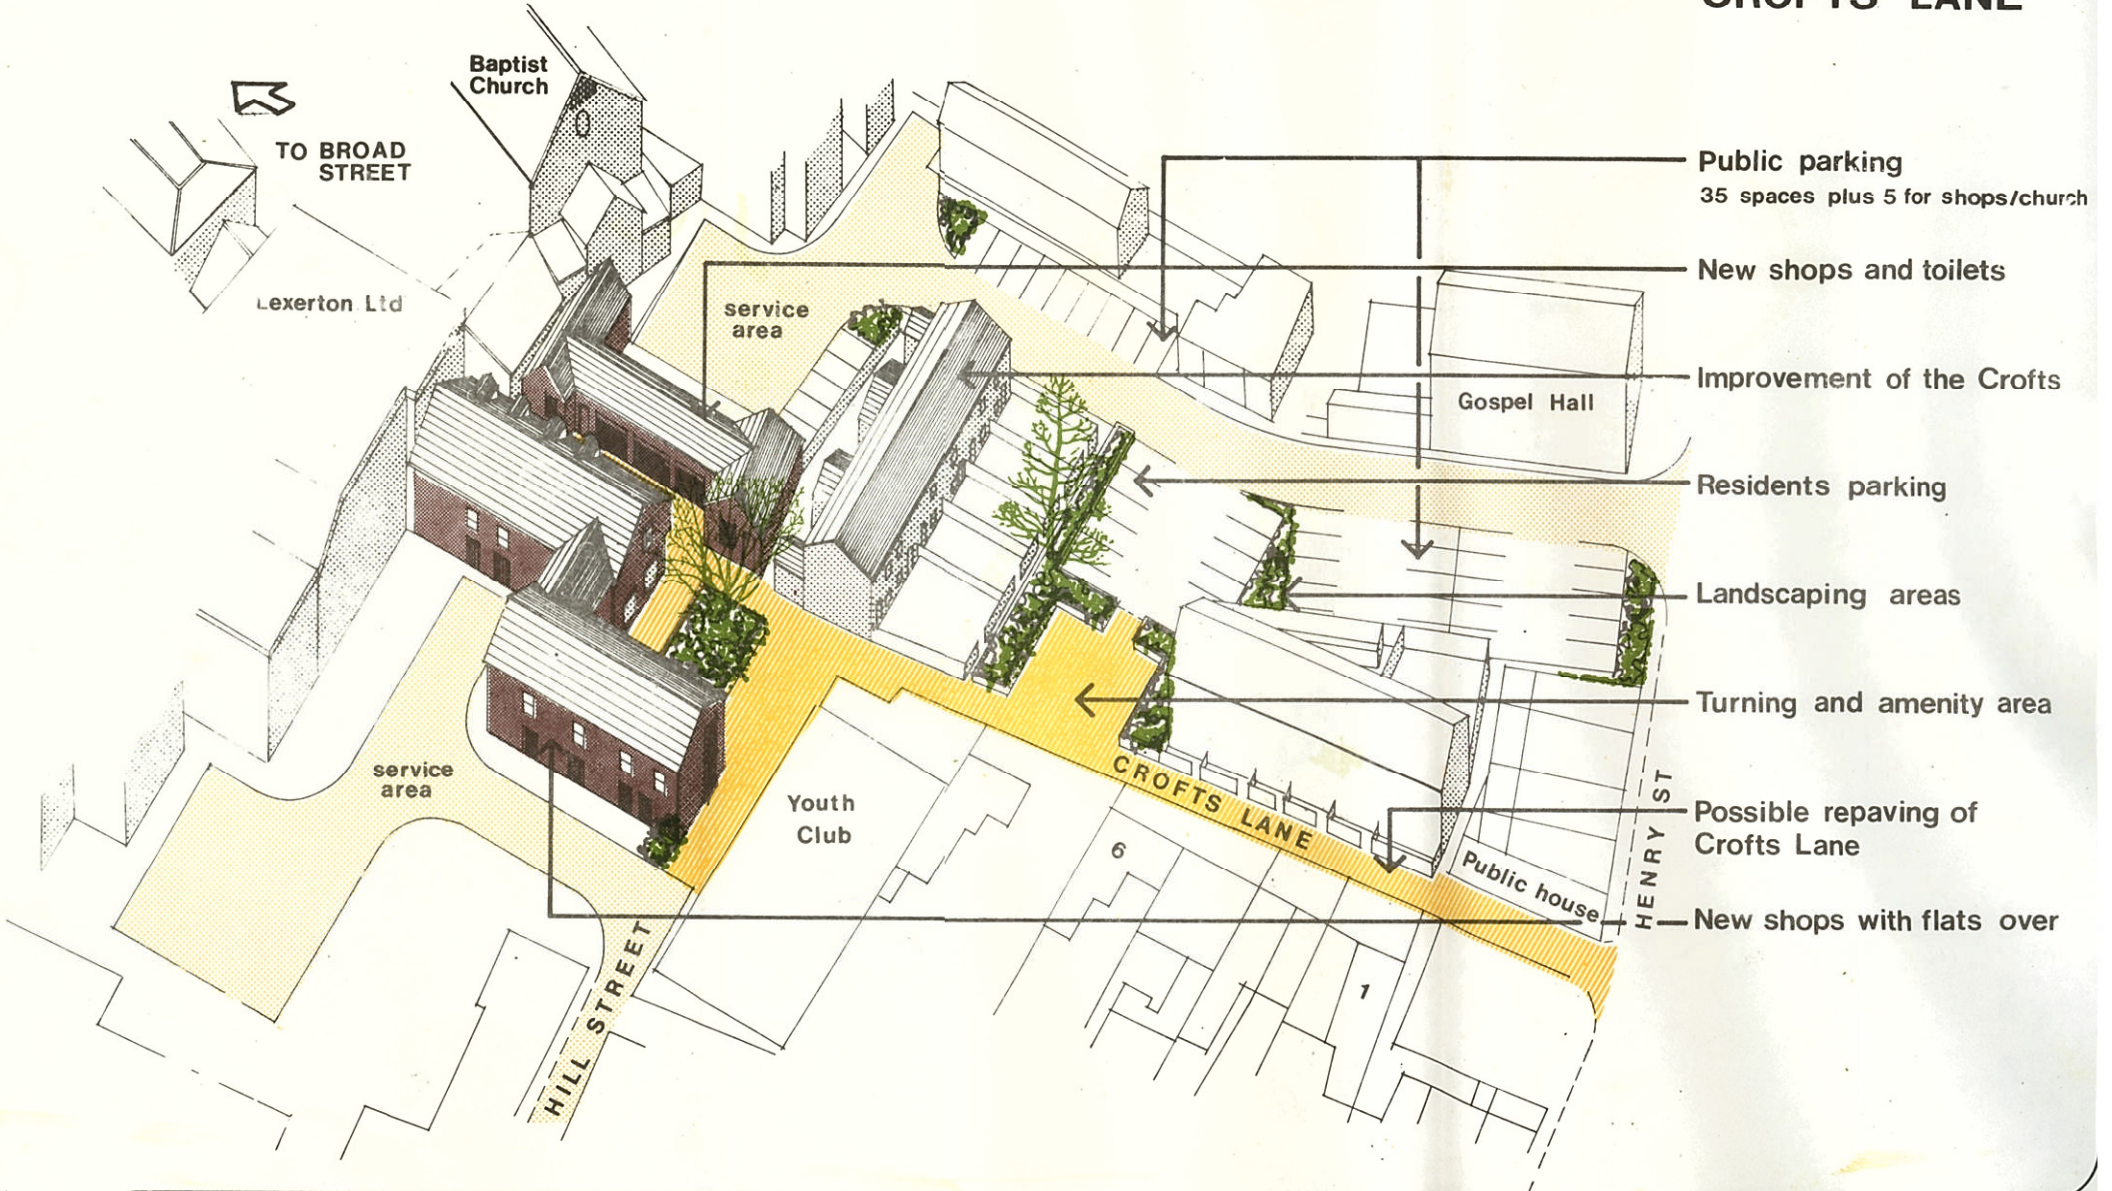 CROFTS LANE
Baptist
Church
TO BROAD
STREET
Lexerton Ltd
service
area
Public parking
35 spaces plus 5 for shops/church
New shops and toilets
Improvement of the Crofts
Gospel Hall
Residents parking
Landscaping areas
Turning and amenity area
service
area
Youth
Club
CROFTS LANE
6
Possible repaving of
Crofts Lane
Public house
HENRY ST
New shops with flats over
1
HILL STREET